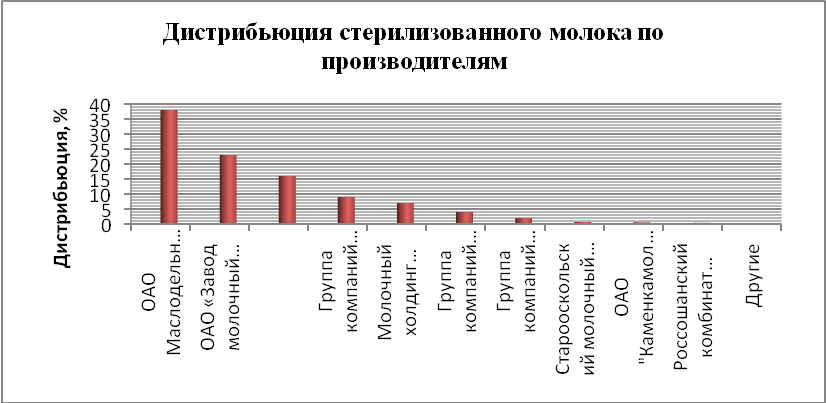 Дистрибьюция стерилизованного молока по
производителям
Дистрибьюция, %
40
35
30
25
20
15
10
5
0
ОАО
Маслодельн...
ОАО «Завод
молочный...
Группа
компаний...
Молочный
холдинг...
Группа
компаний...
Группа
компаний...
Старооскольск
ий молочный...
ОАО
"Каменкамол...
Россошанский
комбинат...
Другие